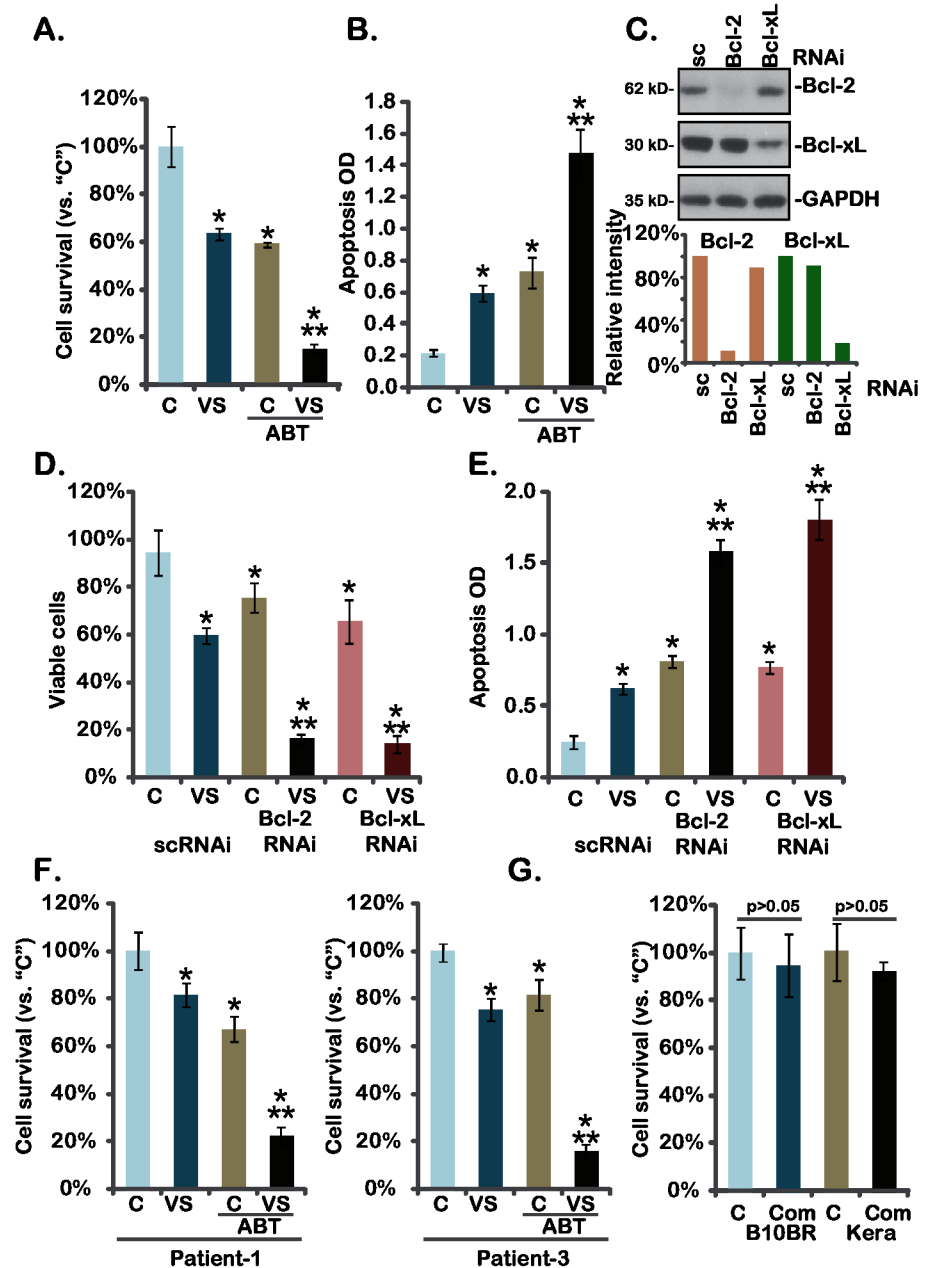 A.
Cell survival (vs. “C”)
120%
100%
80%
60%
40%
20%
0%
*
*
*
**
C VS C VS
ABT
B.
Apoptosis OD
1.8
1.6
1.4
1.2
1.0
0.8
0.6
0.4
0.2
0.0
*
*
*
**
C VS C VS
ABT
C.
sc Bcl-2 Bcl-xL RNAi
62 kD- -Bcl-2
30 kD- -Bcl-xL
35 kD- -GAPDH
Relative intensity
120%
80%
40%
0%
Bcl-2 Bcl-xL
sc Bcl-2 Bcl-xL sc Bcl-2 Bcl-xL RNAi
D.
Viable cells
120%
100%
80%
60%
40%
20%
0%
*
*
*
**
*
*
**
C VS C VS C VS
scRNAi Bcl-2 RNAi Bcl-xL RNAi
E.
Apoptosis OD
2.0
1.5
1.0
0.5
0.0
*
*
*
**
*
*
**
C VS C VS C VS
scRNAi Bcl-2 RNAi Bcl-xL RNAi
F.
Cell survival (vs. “C”)
120%
100%
80%
60%
40%
20%
0%
*
*
*
**
C VS C VS
ABT
Patient-1
Cell survival (vs. “C”)
120%
100%
80%
60%
40%
20%
0%
*
*
*
**
C VS C VS
ABT
Patient-3
G.
Cell survival (vs. “C”)
120%
100%
80%
60%
40%
20%
0%
p>0.05 p>0.05
C Com C Com
B10BR Kera